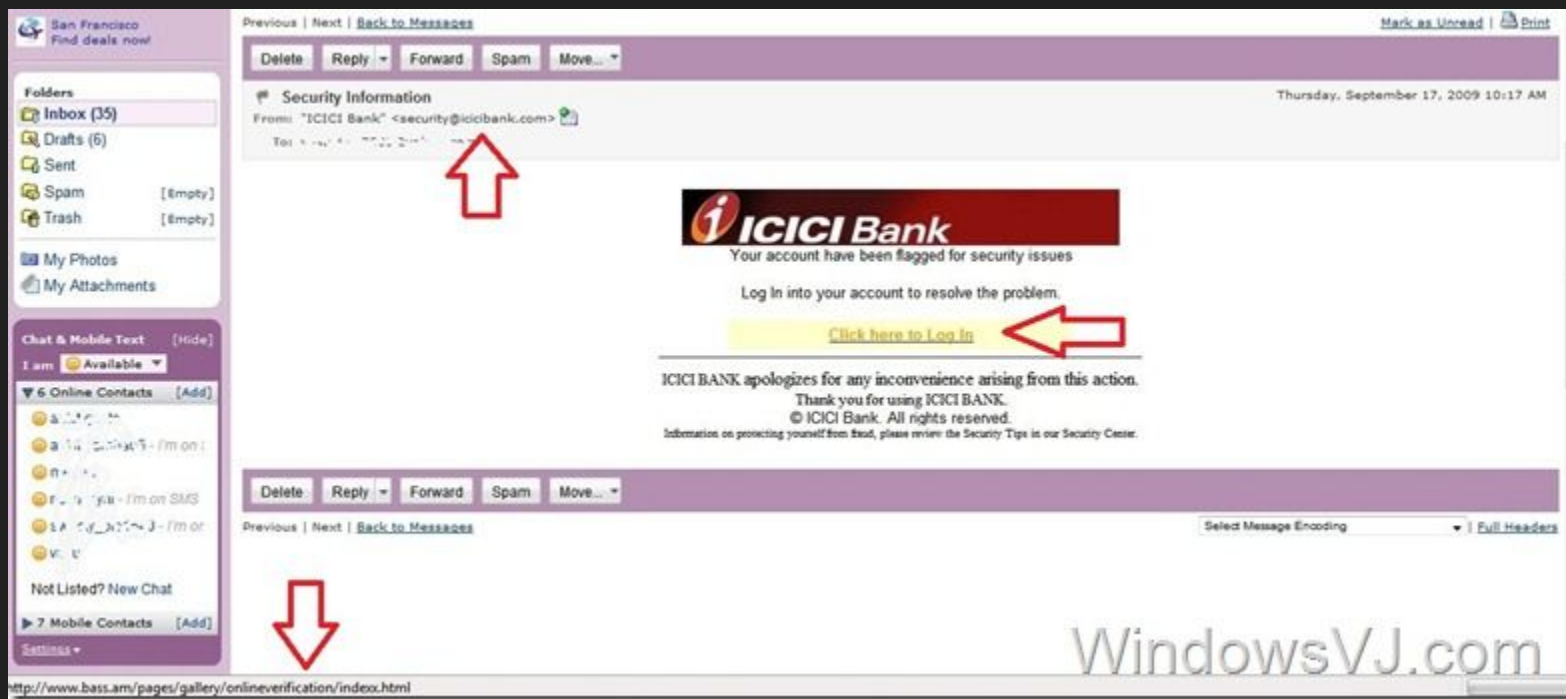 San Francisco
Find deals now!
Previous | Next | Back to Messages
Mark as Unread | Print
Delete Reply Forward Spam Move...
Folders
Inbox (35)
Drafts (6)
Sent
Spam [Empty]
Trash [Empty]
My Photos
My Attachments
Chat & Mobile Text [Hide]
I am Available
6 Online Contacts [Add]
- I'm on
- I'm on SMS
- I'm or
Not Listed? New Chat
7 Mobile Contacts [Add]
Settings
Security Information
Thursday, September 17, 2009 10:17 AM
From: "ICICI Bank" <security@icicibank.com>
To:
i ICICI Bank
Your account have been flagged for security issues
Log In into your account to resolve the problem.
Click here to Log In
ICICI BANK apologizes for any inconvenience arising from this action.
Thank you for using ICICI BANK.
© ICICI Bank. All rights reserved.
Information on protecting yourself from fraud, please review the Security Tips in our Security Center.
Delete Reply Forward Spam Move...
Previous | Next | Back to Messages
Select Message Encoding | Full Headers
WindowsVJ.com
http://www.bass.am/pages/gallery/onlineverification/indexx.html